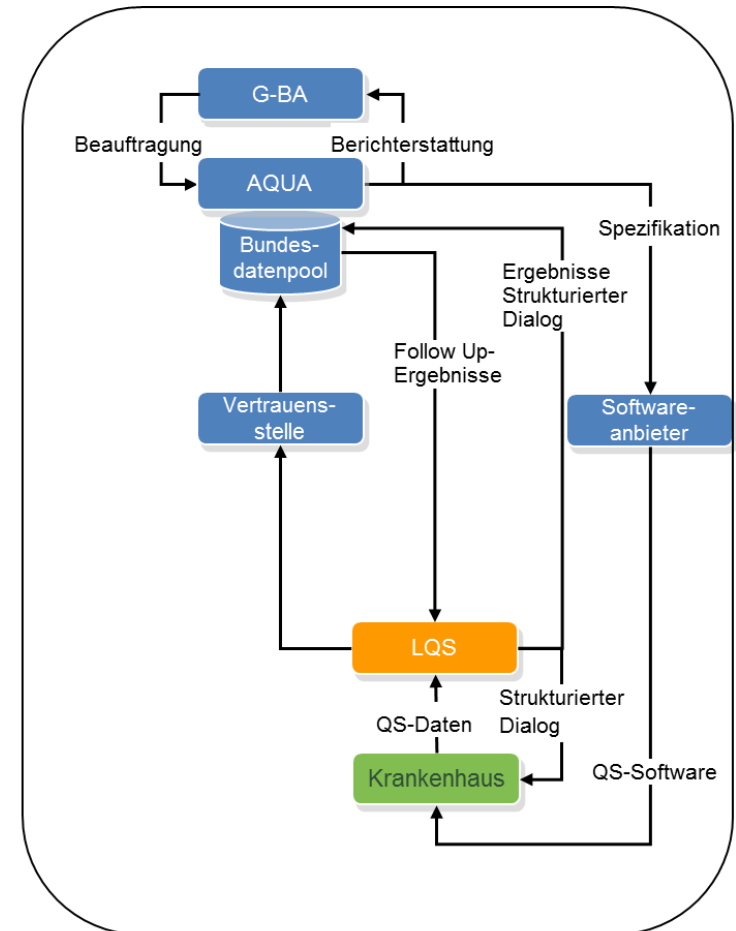 G-BA
Beauftragung
Berichterstattung
AQUA
Bundes-
datenpool
Spezifikation
Ergebnisse
Strukturierter
Dialog
Follow Up-
Ergebnisse
Vertrauens-
stelle
Software-
anbieter
LQS
Strukturierter
Dialog
QS-Daten
Krankenhaus
QS-Software